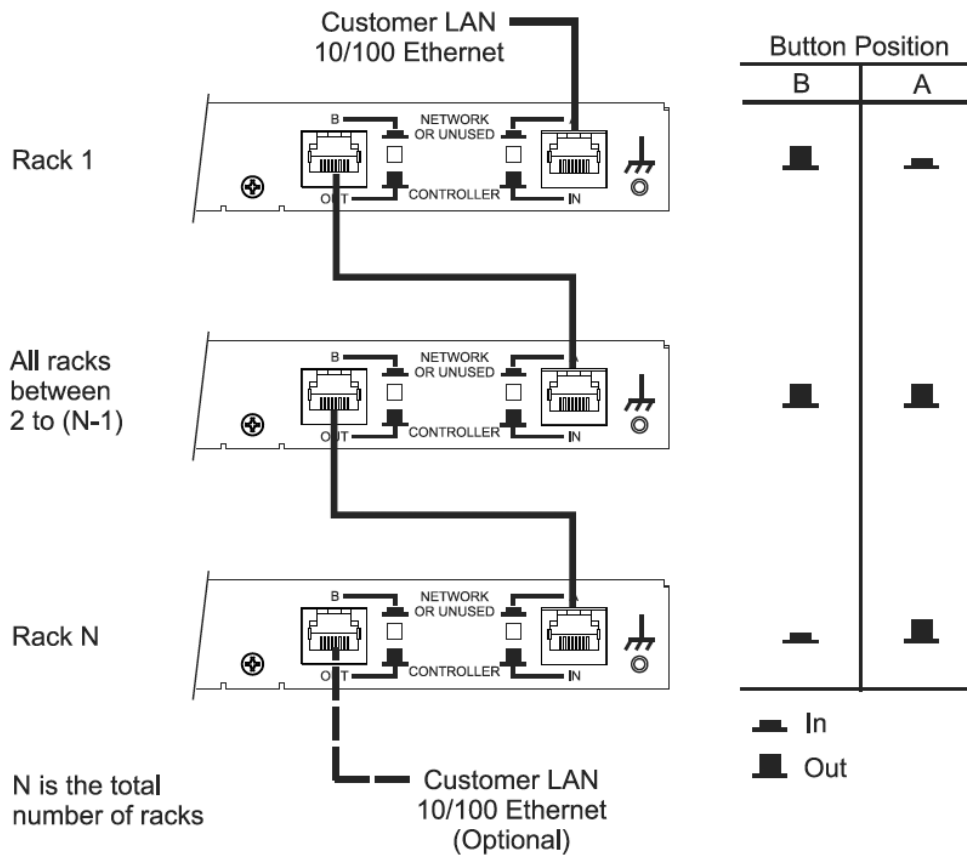 Customer LAN
10/100 Ethernet
Button Position
B
A
Rack 1
B
NETWORK
OR UNUSED
A
OUT
CONTROLLER
IN
All racks
between
2 to (N-1)
B
NETWORK
OR UNUSED
A
OUT
CONTROLLER
IN
Rack N
B
NETWORK
OR UNUSED
A
OUT
CONTROLLER
IN
In
Out
N is the total
number of racks
Customer LAN
10/100 Ethernet
(Optional)